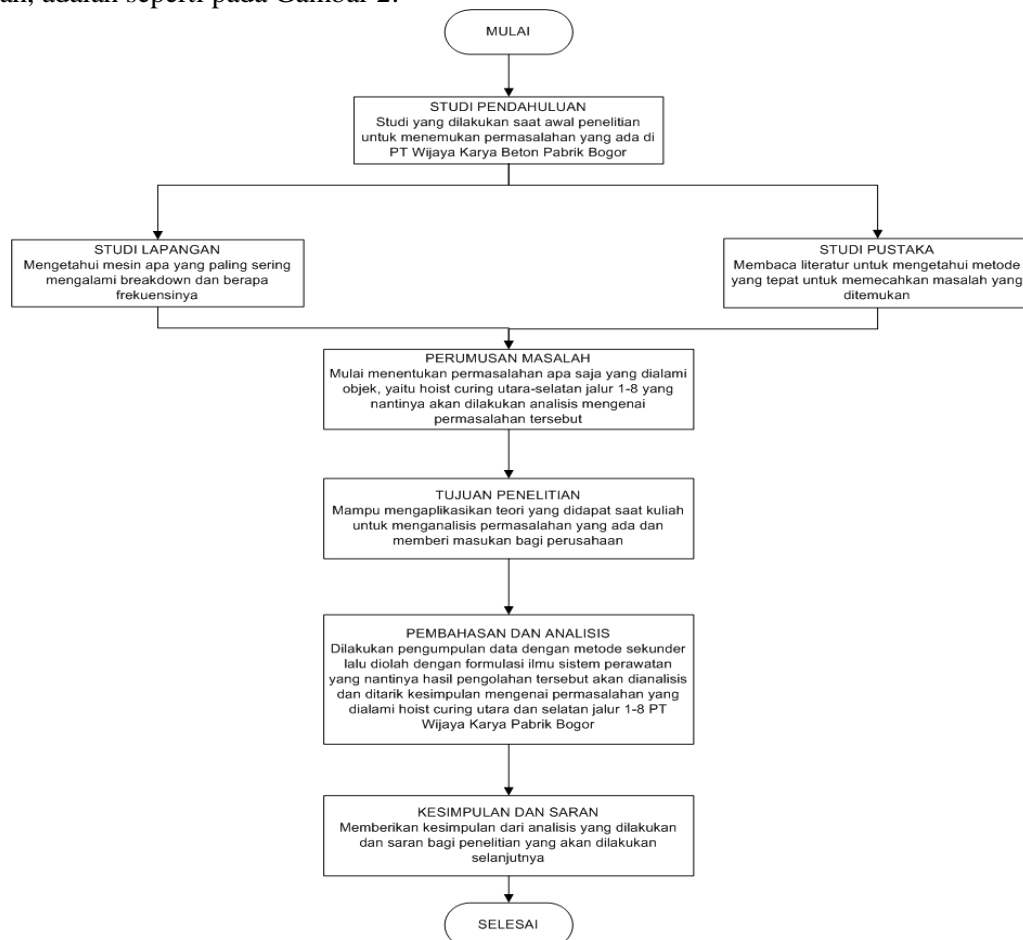 adalah seperti pada Gambar 2.
MULAI
STUDI PENDAHULUAN
Studi yang dilakukan saat awal penelitian
untuk menemukan permasalahan yang ada di
PT Wijaya Karya Beton Pabrik Bogor
STUDI LAPANGAN
Mengetahui mesin apa yang paling sering
mengalami breakdown dan berapa
frekuensinya
STUDI PUSTAKA
Membaca literatur untuk mengetahui metode
yang tepat untuk memecahkan masalah yang
ditemukan
PERUMUSAN MASALAH
Mulai menentukan permasalahan apa saja yang dialami
objek, yaitu hoist curing utara-selatan jalur 1-8 yang
nantinya akan dilakukan analisis mengenai
permasalahan tersebut
TUJUAN PENELITIAN
Mampu mengaplikasikan teori yang didapat saat kuliah
untuk menganalisis permasalahan yang ada dan
memberi masukan bagi perusahaan
PEMBAHASAN DAN ANALISIS
Dilakukan pengumpulan data dengan metode sekunder
lalu diolah dengan formulasi ilmu sistem perawatan
yang nantinya hasil pengolahan tersebut akan dianalisis
dan ditarik kesimpulan mengenai permasalahan yang
dialami hoist curing utara dan selatan jalur 1-8 PT
Wijaya Karya Pabrik Bogor
KESIMPULAN DAN SARAN
Memberikan kesimpulan dari analisis yang dilakukan
dan saran bagi penelitian yang akan dilakukan
selanjutnya
SELESAI